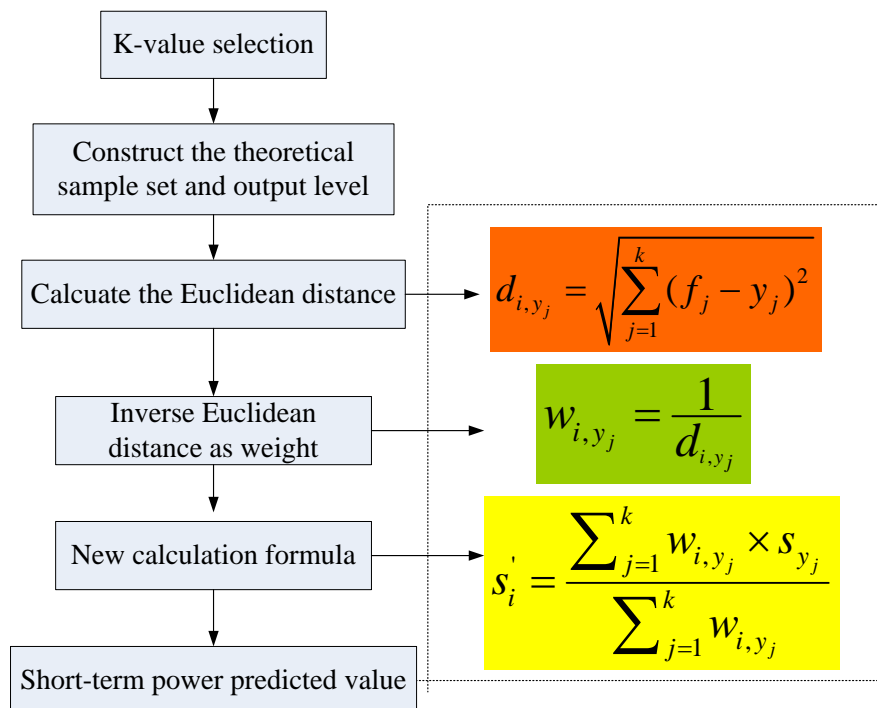 K-value selection
Construct the theoretical
sample set and output level
Calcuate the Euclidean distance
d_{i,y_j} = \sqrt{\sum_{j=1}^{k} (f_j - y_j)^2}
Inverse Euclidean
distance as weight
w_{i,y_j} = \frac{1}{d_{i,y_j}}
New calculation formula
s_i^{'} = \frac{\sum_{j=1}^{k} w_{i,y_j} \times s_{y_j}}{\sum_{j=1}^{k} w_{i,y_j}}
Short-term power predicted value